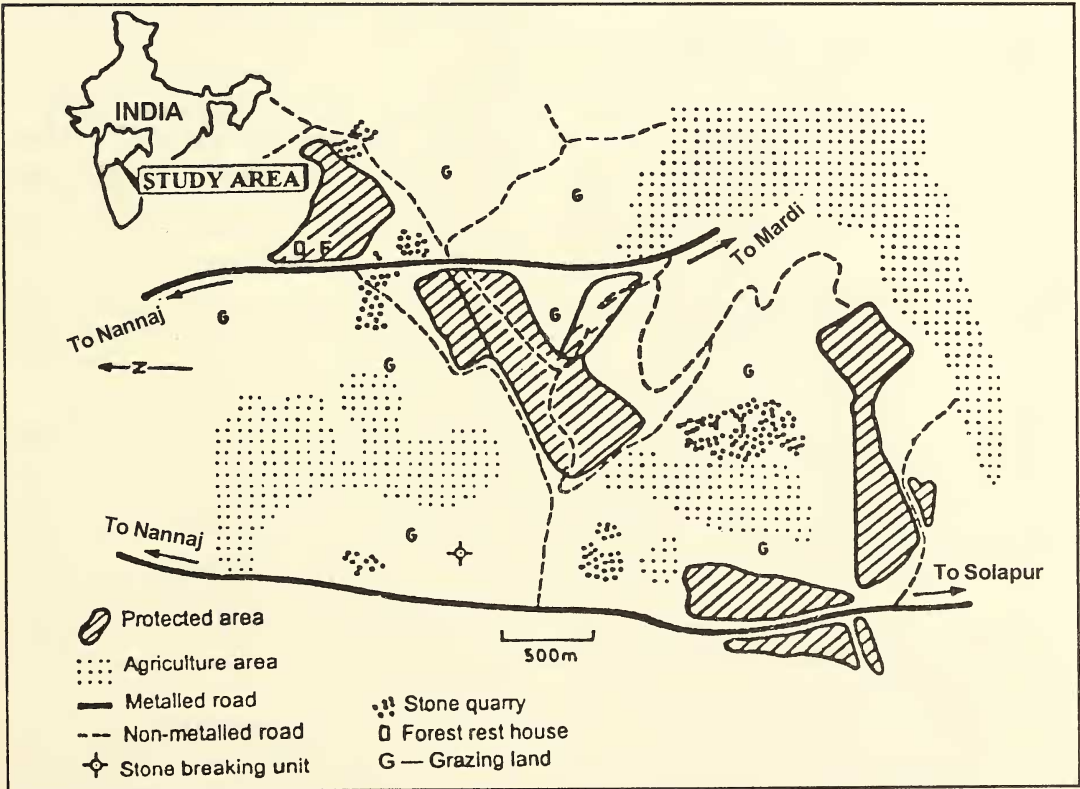 INDIA
STUDY AREA
G
G
To Mardi
F
To Nannaj
G
G
N
G
G
To Nannaj
G
G
To Solapur
500m
Protected area
Agriculture area
Metalled road
Non-metalled road
Stone breaking unit
Stone quarry
Forest rest house
G — Grazing land